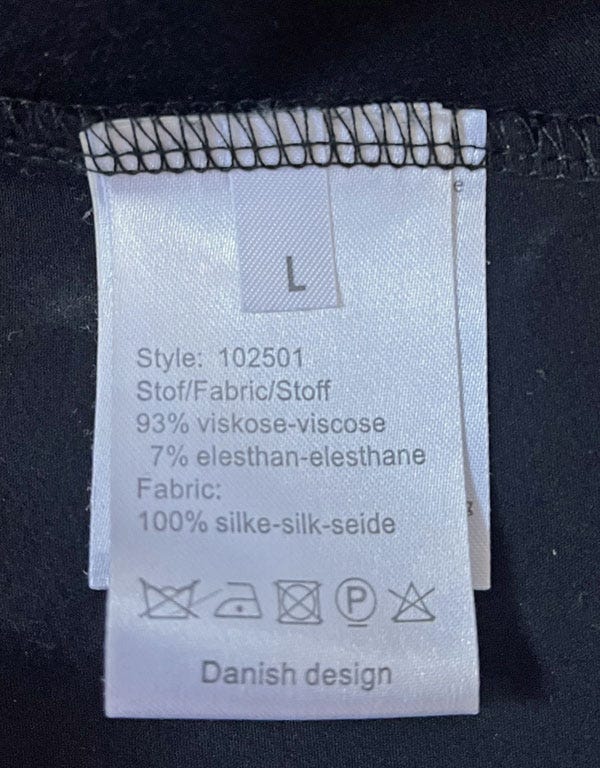 e
L
Style: 102501
Stof/Fabric/Stoff
93% viskose-viscose
7% elesthan-elesthane
Fabric:
100% silke-silk-seide
P
Danish design